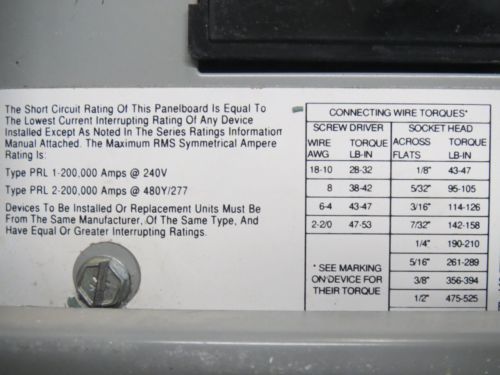 The Short Circuit Rating Of This Panelboard Is Equal To
The Lowest Current Interrupting Rating Of Any Device
Installed Except As Noted In The Series Ratings Information
Manual Attached. The Maximum RMS Symmetrical Ampere
Rating Is:
Type PRL 1-200,000 Amps @ 240V
Type PRL 2-200,000 Amps @ 480Y/277
Devices To Be Installed Or Replacement Units Must Be
From The Same Manufacturer, Of The Same Type, And
Have Equal Or Greater Interrupting Ratings.
CONNECTING WIRE TORQUES*
SCREW DRIVER SOCKET HEAD
WIRE TORQUE ACROSS TORQUE
AWG LB-IN FLATS LB-IN
18-10 28-32 1/8" 43-47
8 38-42 5/32" 95-105
6-4 43-47 3/16" 114-126
2-2/0 47-53 7/32" 142-158
1/4" 190-210
5/16" 261-289
3/8" 356-394
1/2" 475-525
*SEE MARKING
ON DEVICE FOR
THEIR TORQUE